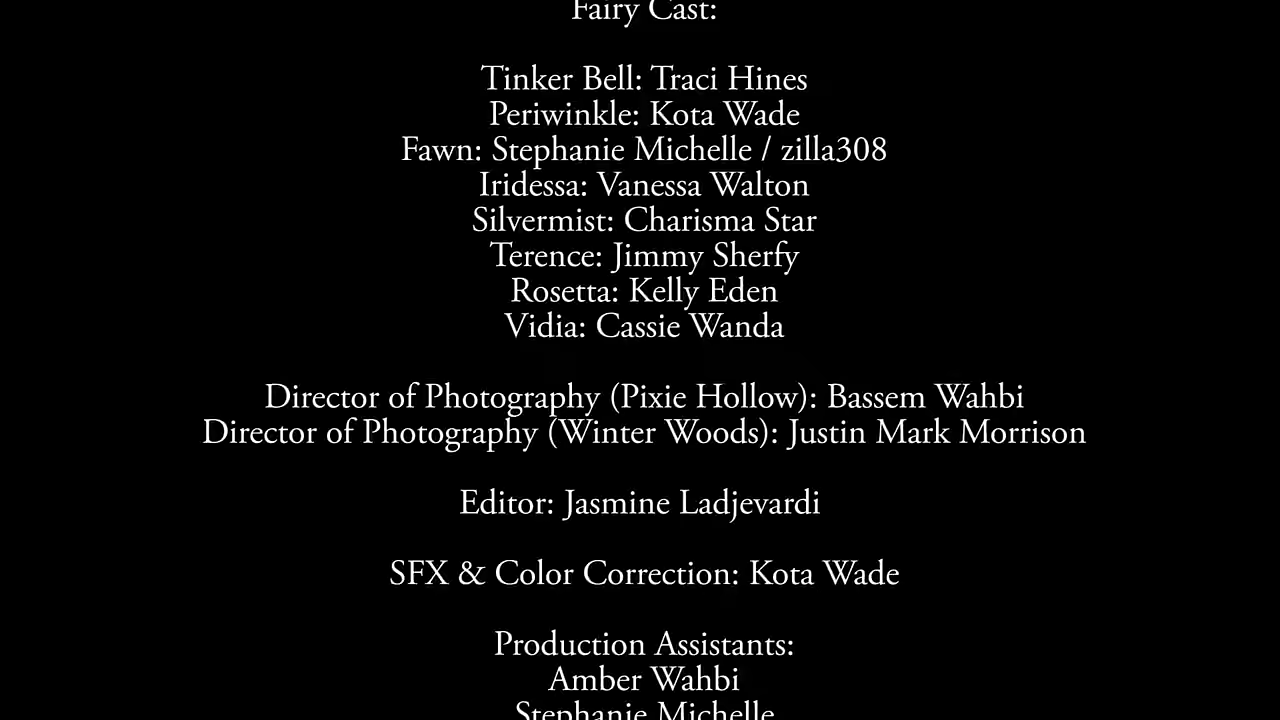 Fairy Cast:
Tinker Bell: Traci Hines
Periwinkle: Kota Wade
Fawn: Stephanie Michelle / zilla308
Iridessa: Vanessa Walton
Silvermist: Charisma Star
Terence: Jimmy Sherfy
Rosetta: Kelly Eden
Vidia: Cassie Wanda
Director of Photography (Pixie Hollow): Bassem Wahbi
Director of Photography (Winter Woods): Justin Mark Morrison
Editor: Jasmine Ladjevardi
SFX & Color Correction: Kota Wade
Production Assistants:
Amber Wahbi
Stephanie Michelle